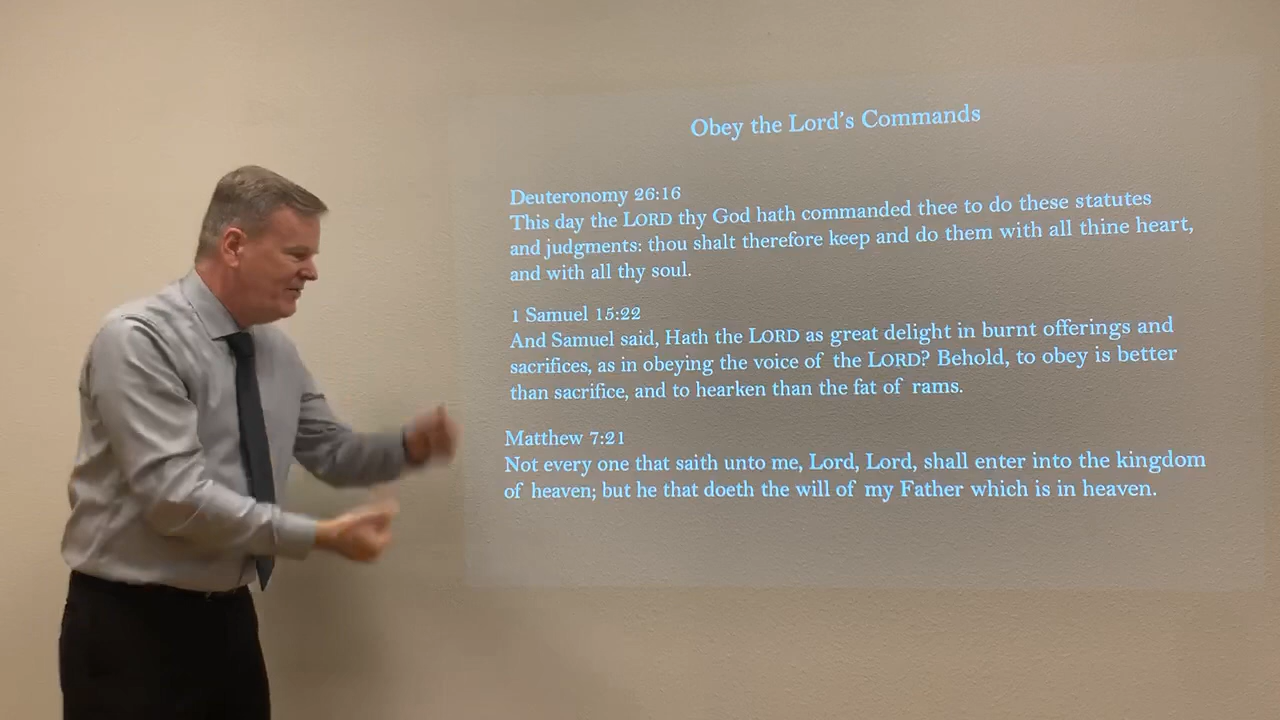 Obey the Lord's Commands
Deuteronomy 26:16
This day the LORD thy God hath commanded thee to do these statutes
and judgments: thou shalt therefore keep and do them with all thine heart,
and with all thy soul.
1 Samuel 15:22
And Samuel said, Hath the LORD as great delight in burnt offerings and
sacrifices, as in obeying the voice of the LORD? Behold, to obey is better
than sacrifice, and to hearken than the fat of rams.
Matthew 7:21
Not every one that saith unto me, Lord, Lord, shall enter into the kingdom
of heaven; but he that doeth the will of my Father which is in heaven.